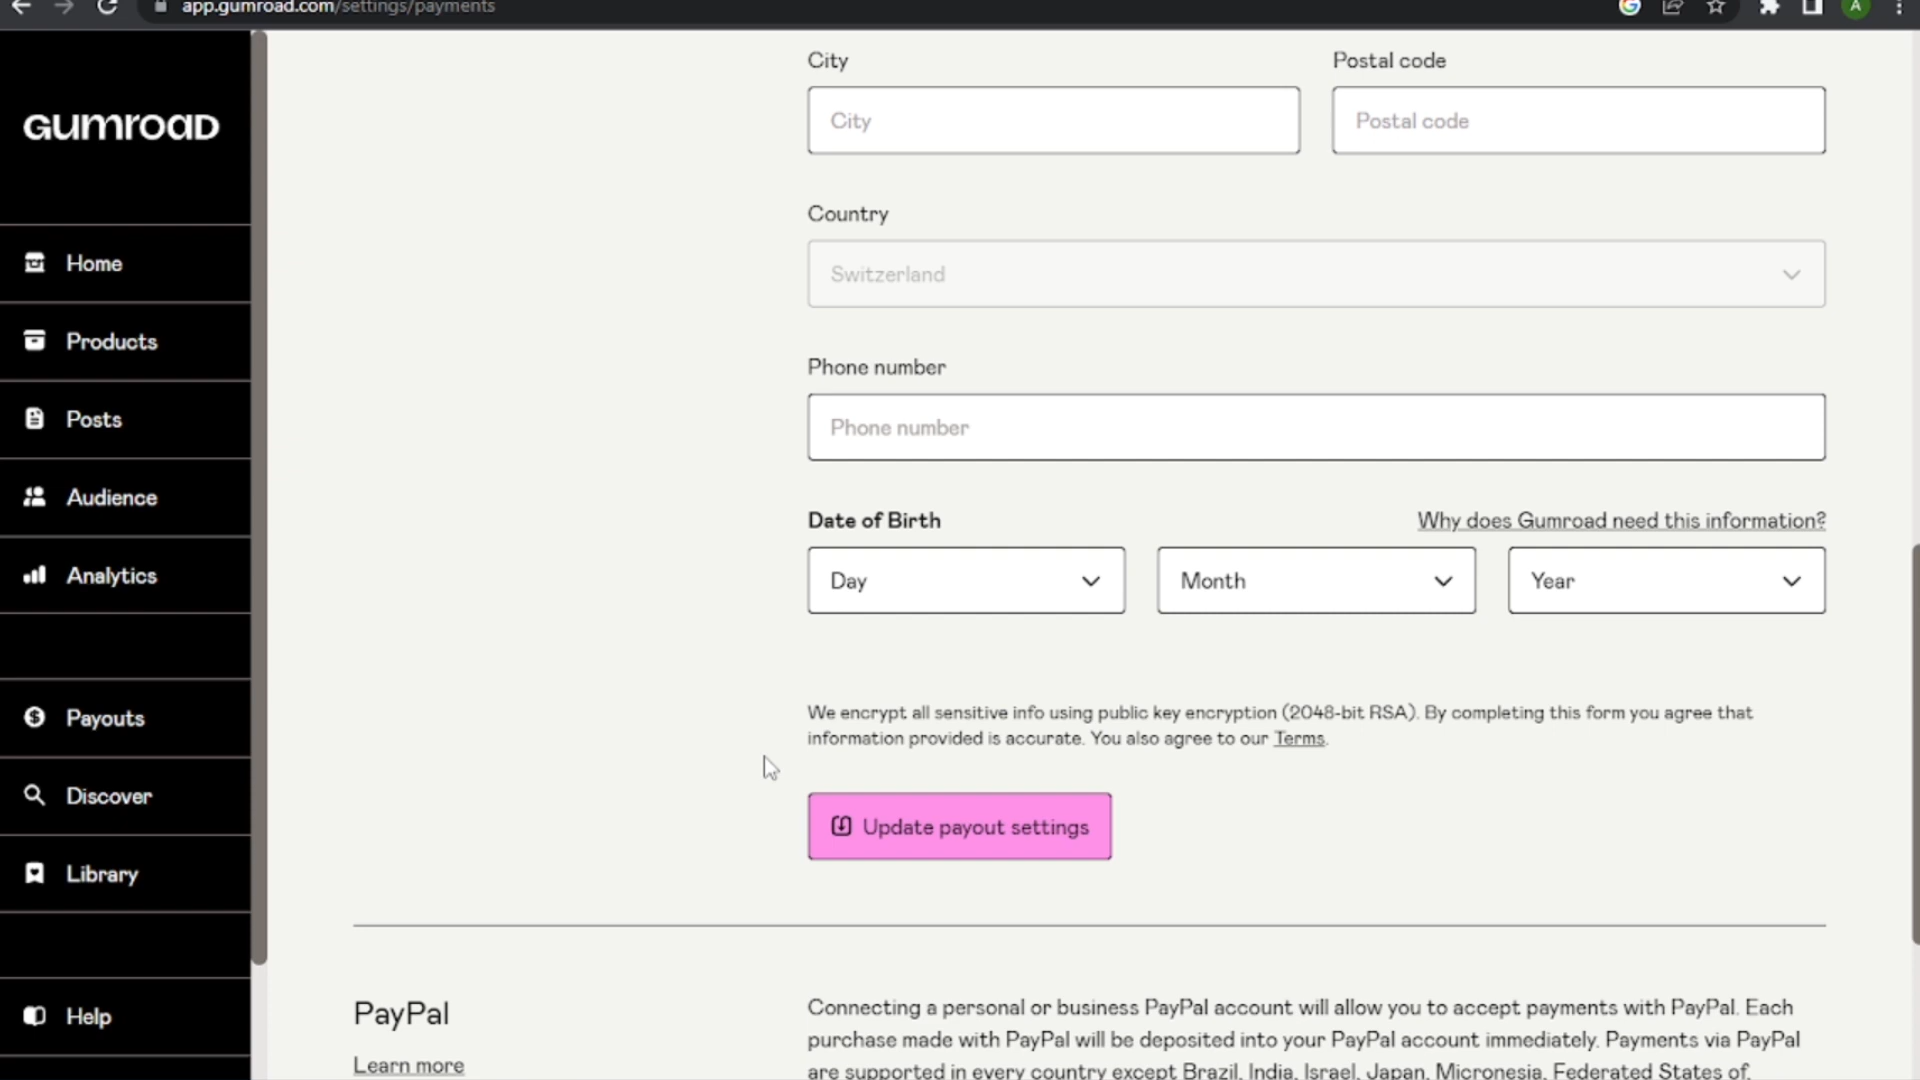 app.gumroad.com/settings/payments
A
GUMROAD
Home
Products
Posts
Audience
Analytics
Payouts
Discover
Library
Help
City
Postal code
City
Postal code
Country
Switzerland
Phone number
Phone number
Date of Birth
Why does Gumroad need this information?
Day
Month
Year
We encrypt all sensitive info using public key encryption (2048-bit RSA). By completing this form you agree that
information provided is accurate. You also agree to our Terms.
Update payout settings
PayPal
Learn more
Connecting a personal or business PayPal account will allow you to accept payments with PayPal. Each
purchase made with PayPal will be deposited into your PayPal account immediately. Payments via PayPal
are supported in every country except Brazil, India, Israel, Japan, Micronesia, Federated States of,